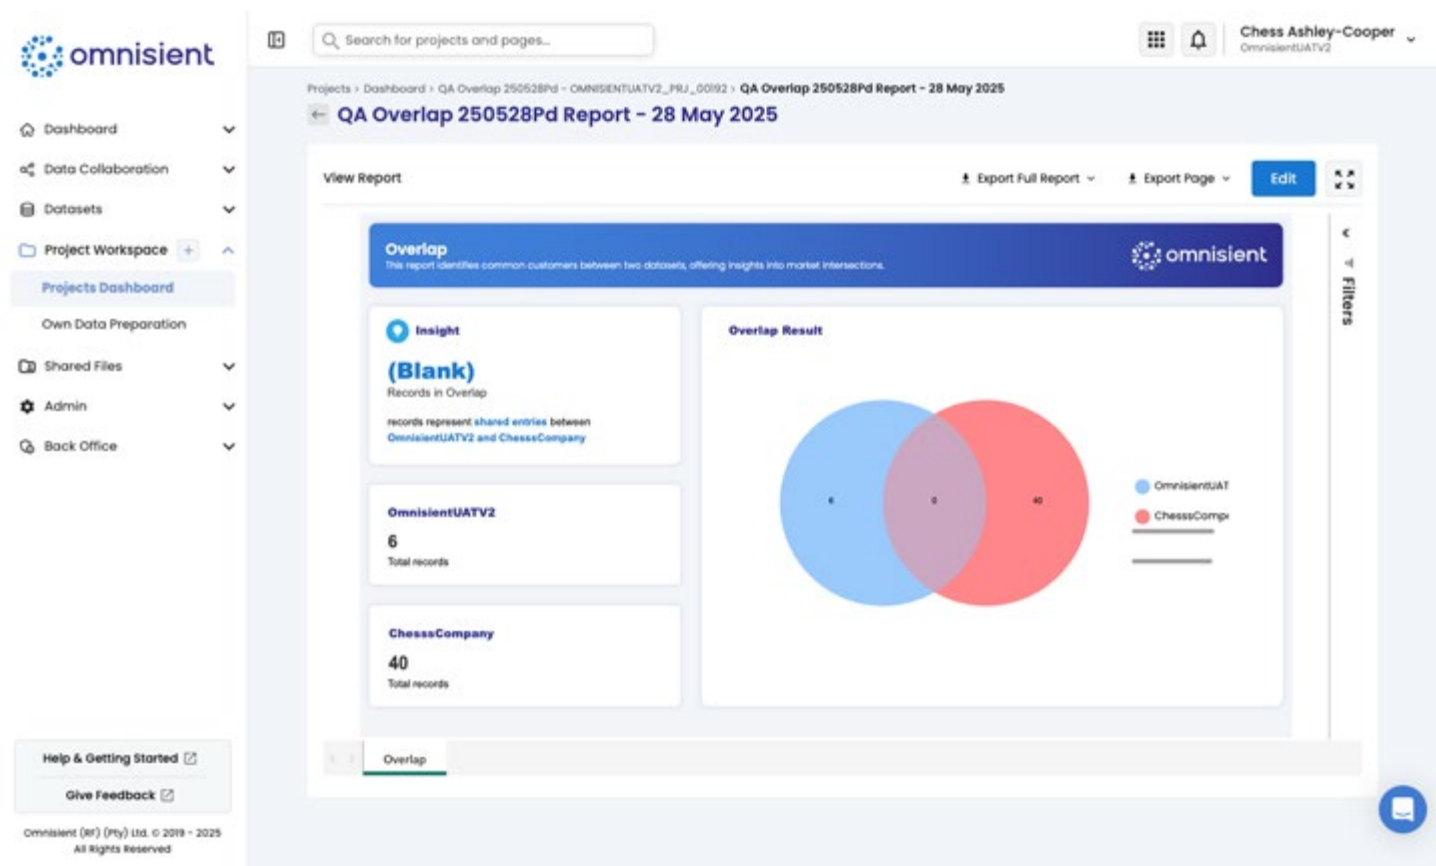 omnisient
Search for projects and pages...
Chess Ashley-Cooper
OmnisientUATV2
Dashboard
Data Collaboration
Datasets
Project Workspace +
Projects Dashboard
Own Data Preparation
Shared Files
Admin
Back Office
Help & Getting Started
Give Feedback
Omnisient (RF) (Pty) Ltd. © 2019 - 2025
All Rights Reserved
Projects > Dashboard > QA Overlap 250528Pd - OMNISIENTUATV2_PRJ_00192 > QA Overlap 250528Pd Report - 28 May 2025
← QA Overlap 250528Pd Report - 28 May 2025
View Report
Export Full Report
Export Page
Edit
Overlap
This report identifies common customers between two datasets, offering insights into market intersections.
omnisient
Insight
(Blank)
Records in Overlap
records represent shared entries between
OmnisientUATV2 and ChesssCompany
OmnisientUATV2
6
Total records
ChesssCompany
40
Total records
Overlap Result
6
0
40
OmnisientUAT
ChesssComp
Filters
Overlap